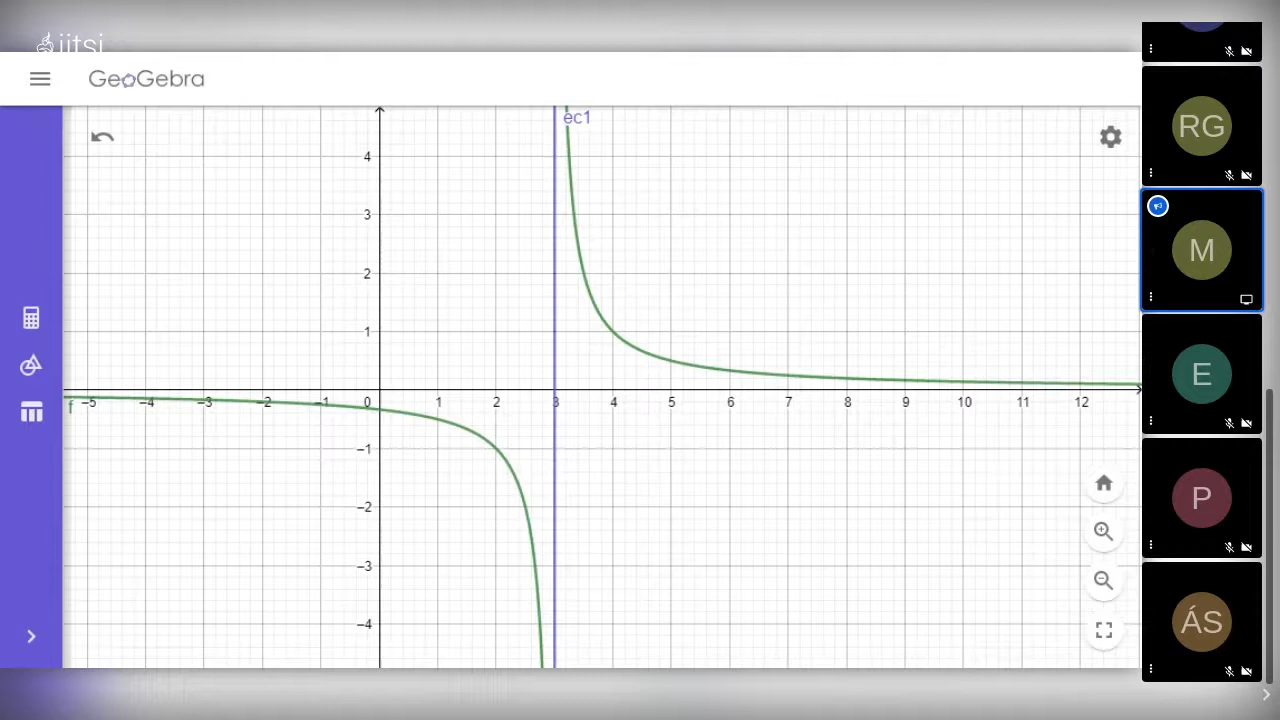 jitsi
GeoGebra
ec1
4
3
2
1
f
−5 −4 −3 −2 −1 0 1 2 3 4 5 6 7 8 9 10 11 12
−1
−2
−3
−4
RG
M
E
P
ÁS